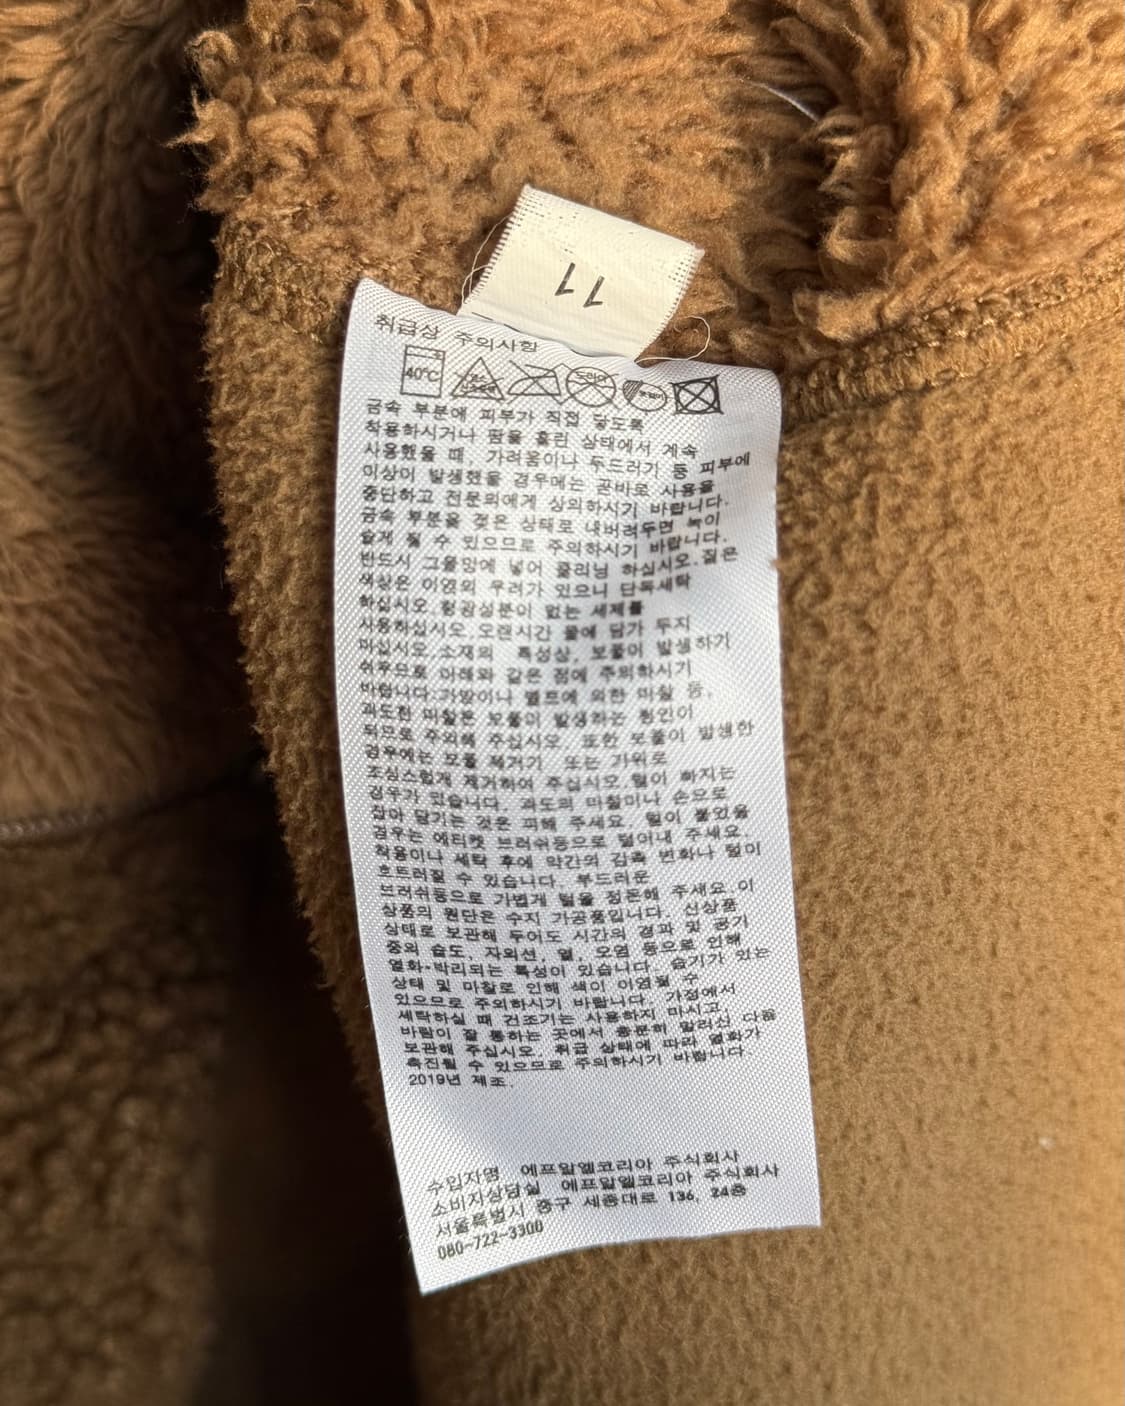 11
취급상 주의사항
40℃ 드라이
금속 부분에 피부가 직접 닿도록
착용하시거나 땀을 흘린 상태에서 계속
사용했을 때, 가려움이나 두드러기 등 피부에
이상이 발생했을 경우에는 곧바로 사용을
중단하고 전문의에게 상의하시기 바랍니다.
금속 부분을 젖은 상태로 내버려두면 녹이
슬게 될 수 있으므로 주의하시기 바랍니다.
반드시 그물망에 넣어 클리닝 하십시오.짙은
색상은 이염의 우려가 있으니 단독세탁
하십시오.형광성분이 없는 세제를
사용하십시오.오랜시간 물에 담가 두지
마십시오.소재의 특성상, 보풀이 발생하기
쉬우므로 아래와 같은 점에 주의하시기
바랍니다:가방이나 벨트에 의한 마찰 등,
과도한 마찰은 보풀이 발생하는 원인이
되므로 주의해 주십시오. 또한 보풀이 발생한
경우에는 보풀 제거기 또는 가위로
조심스럽게 제거하여 주십시오.털이 빠지는
경우가 있습니다. 과도의 마찰이나 손으로
잡아 당기는 것은 피해 주세요. 털이 붙었을
경우는 에티켓 브러쉬등으로 털어내 주세요.
착용이나 세탁 후에 약간의 감촉 변화나 털이
흐트러질 수 있습니다. 부드러운
브러쉬등으로 가볍게 털을 정돈해 주세요.이
상품의 원단은 수지 가공품입니다. 신상품
상태로 보관해 두어도 시간의 경과 및 공기
중의 습도, 자외선, 열, 오염 등으로 인해
열화·박리되는 특성이 있습니다. 습기가 있는
상태 및 마찰로 인해 색이 이염될 수
있으므로 주의하시기 바랍니다. 가정에서
세탁하실 때 건조기는 사용하지 마시고,
바람이 잘 통하는 곳에서 충분히 말리신 다음
보관해 주십시오. 취급 상태에 따라 열화가
촉진될 수 있으므로 주의하시기 바랍니다.
2019년 제조.
수입자명 에프알엘코리아 주식회사
소비자상담실 에프알엘코리아 주식회사
서울특별시 중구 세종대로 136, 24층
080-722-3300